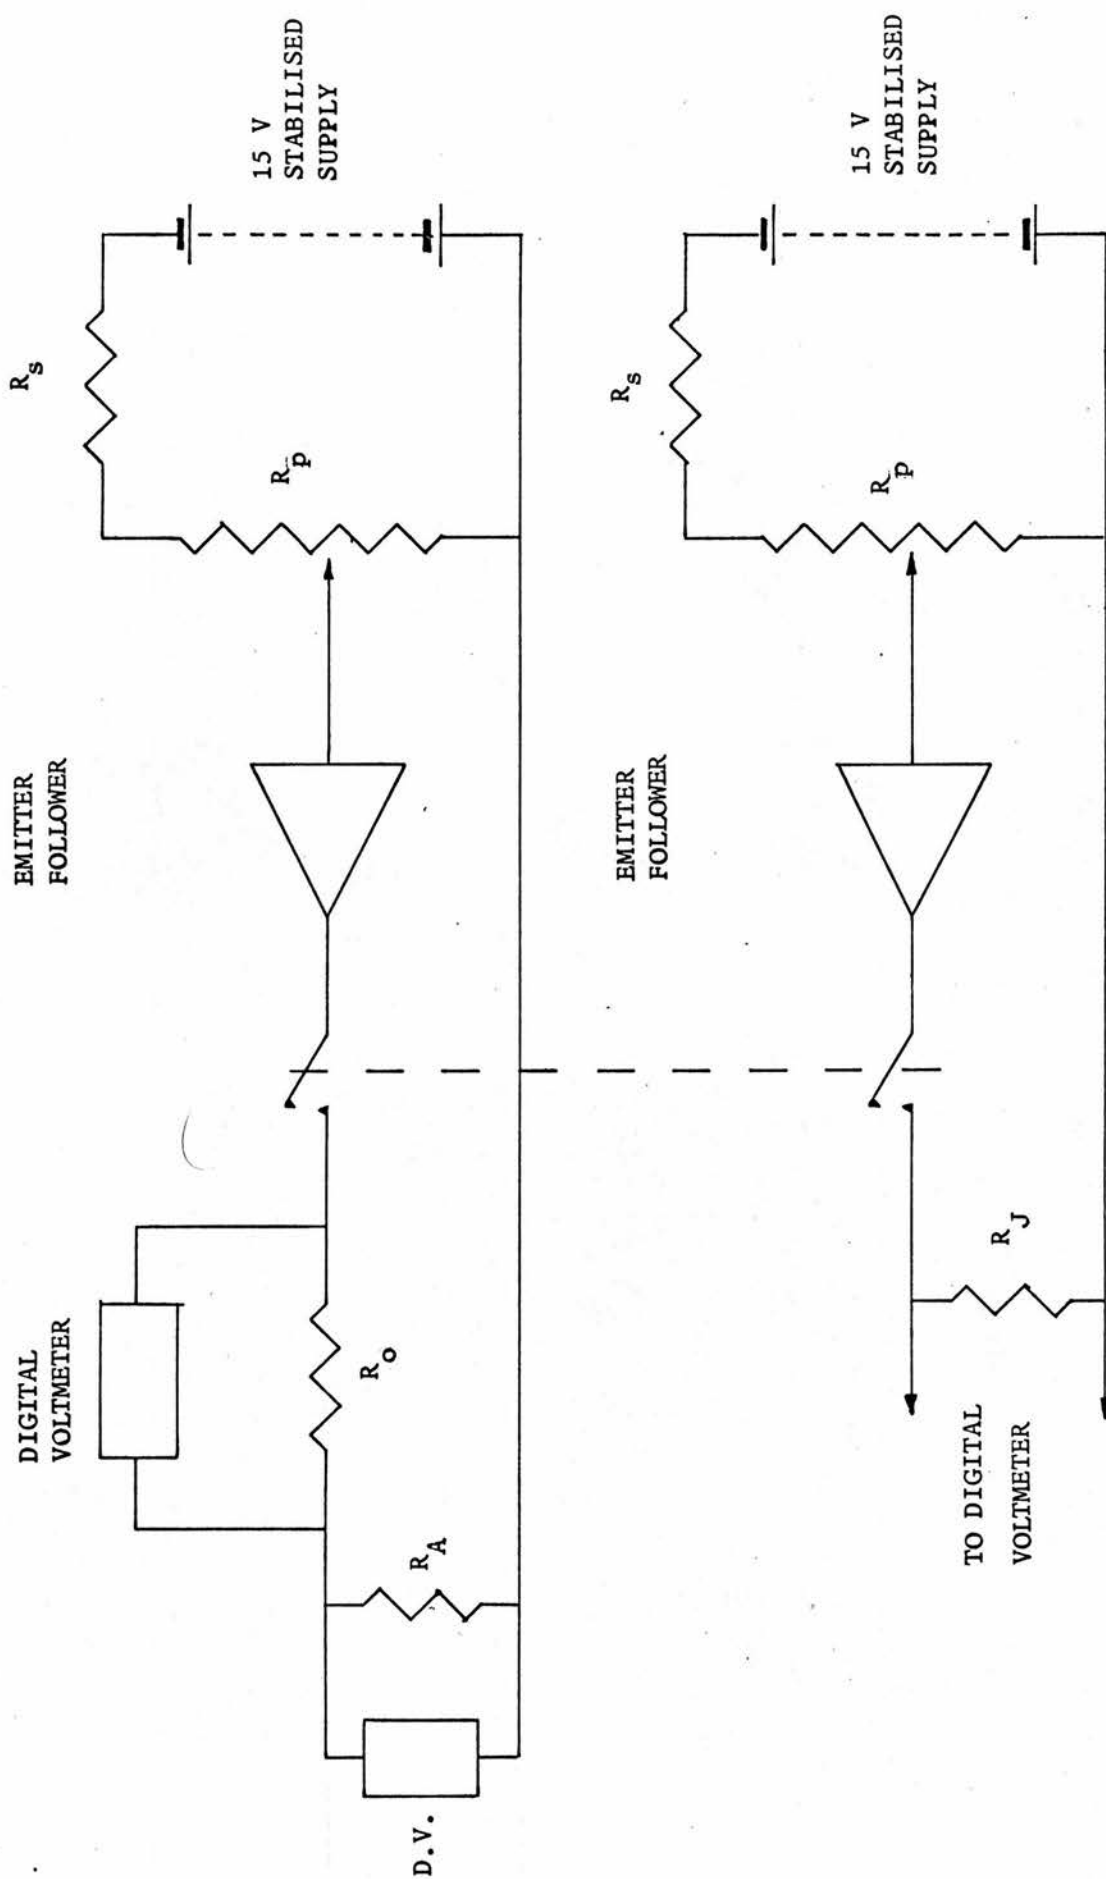 DIGITAL
VOLTMETER
EMITTER
FOLLOWER
R_s
15 V
STABILISED
SUPPLY
R_p
R_o
R_A
D.V.
EMITTER
FOLLOWER
R_s
15 V
STABILISED
SUPPLY
R_p
R_J
TO DIGITAL
VOLTMETER